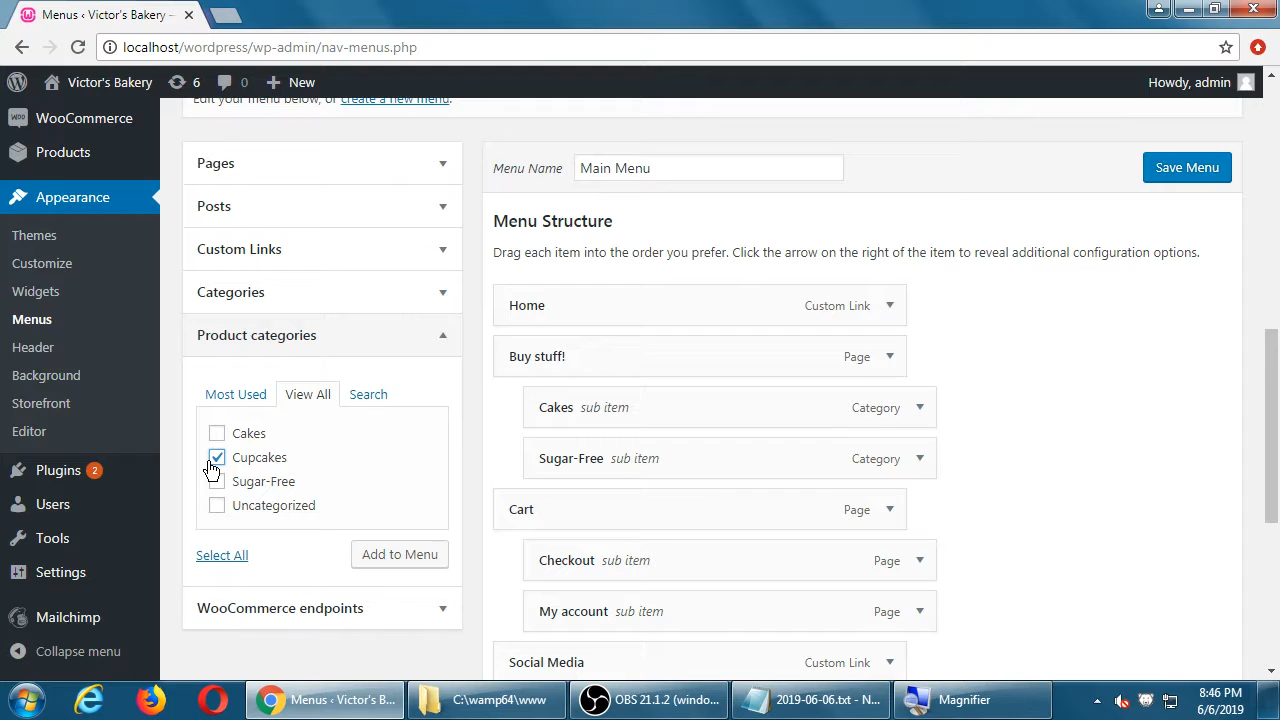 Menus ‹ Victor's Bakery –
localhost/wordpress/wp-admin/nav-menus.php
Victor's Bakery 6 0 New Howdy, admin
WooCommerce
Products
Appearance
Themes
Customize
Widgets
Menus
Header
Background
Storefront
Editor
Plugins 2
Users
Tools
Settings
Mailchimp
Collapse menu
Edit your menu below, or create a new menu.
Pages
Posts
Custom Links
Categories
Product categories
Most Used View All Search
Cakes
Cupcakes
Sugar-Free
Uncategorized
Select All Add to Menu
WooCommerce endpoints
Menu Name Main Menu Save Menu
Menu Structure
Drag each item into the order you prefer. Click the arrow on the right of the item to reveal additional configuration options.
Home Custom Link
Buy stuff! Page
Cakes sub item Category
Sugar-Free sub item Category
Cart Page
Checkout sub item Page
My account sub item Page
Social Media Custom Link
Menus ‹ Victor's B... C:\wamp64\www OBS 21.1.2 (windo... 2019-06-06.txt - N... Magnifier
8:46 PM
6/6/2019